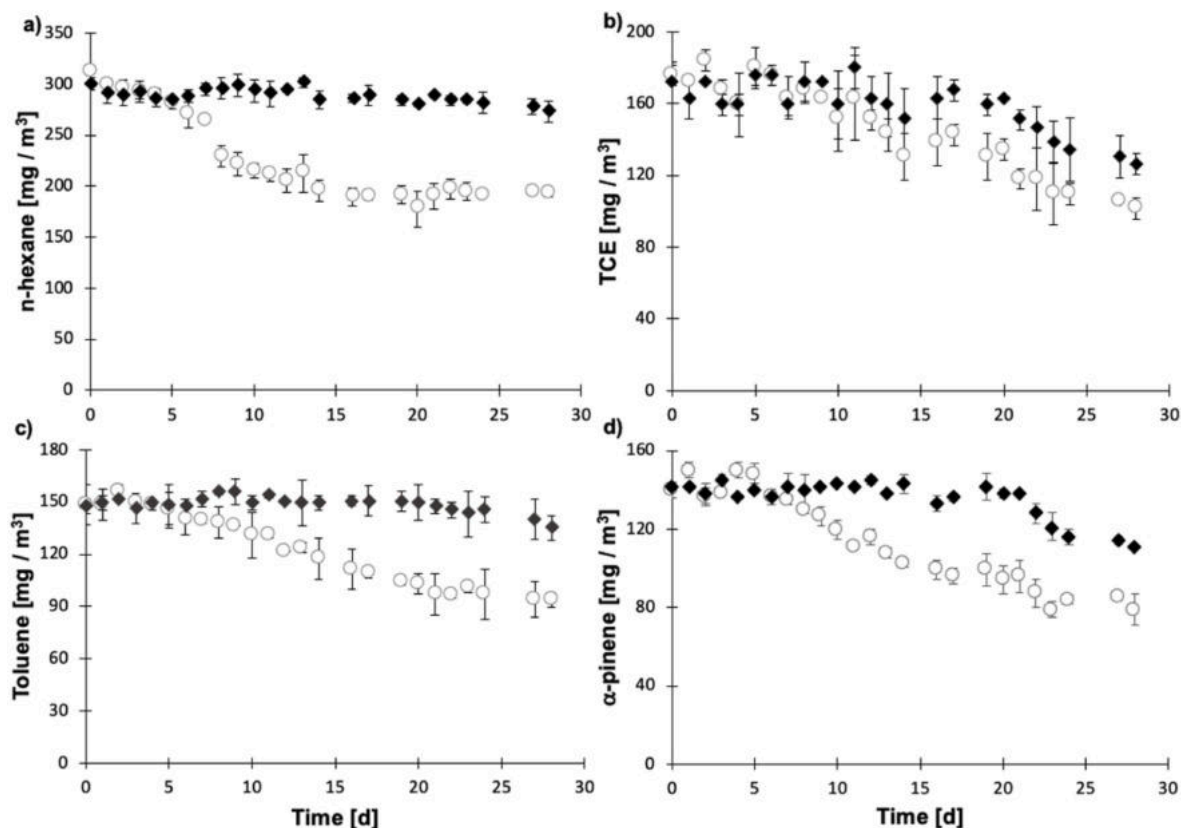 a)
n-hexane [mg / m³]
350
300
250
200
150
100
50
0
0 5 10 15 20 25 30
b)
TCE [mg / m³]
200
160
120
80
40
0
0 5 10 15 20 25 30
c)
Toluene [mg / m³]
180
150
120
90
60
30
0
0 5 10 15 20 25 30
Time [d]
d)
α-pinene [mg / m³]
160
120
80
40
0
0 5 10 15 20 25 30
Time [d]